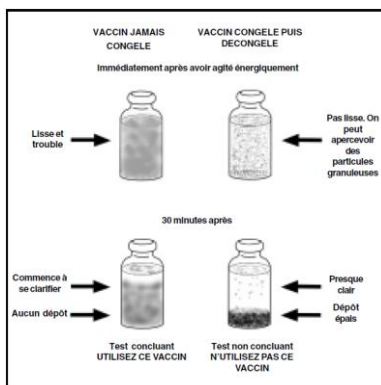 VACCIN JAMAIS
CONGELE
VACCIN CONGELE PUIS
DECONGELE
Immédiatement après avoir agité énergiquement
Lisse et
trouble
Pas lisse. On
peut
apercevoir
des
particules
granuleuses
30 minutes après
Commence à
se clarifier
Aucun dépôt
Presque
clair
Dépôt
épais
Test concluant
UTILISEZ CE VACCIN
Test non concluant
N'UTILISEZ PAS CE
VACCIN